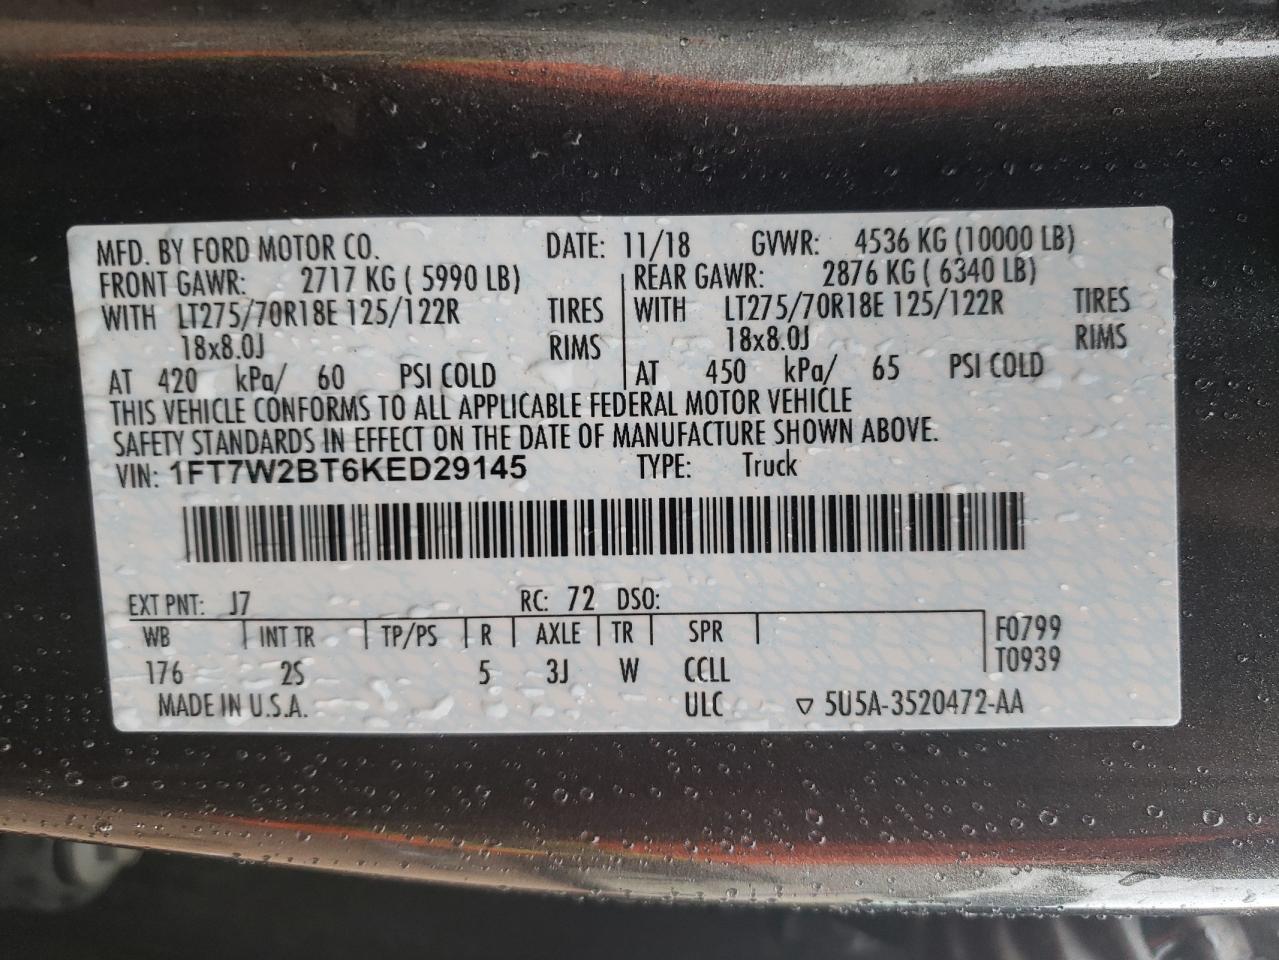 MFD. BY FORD MOTOR CO. DATE: 11/18 GVWR: 4536 KG (10000 LB)
FRONT GAWR: 2717 KG ( 5990 LB) REAR GAWR: 2876 KG ( 6340 LB)
WITH LT275/70R18E 125/122R TIRES WITH LT275/70R18E 125/122R TIRES
18x8.0J RIMS 18x8.0J RIMS
AT 420 kPa/ 60 PSI COLD AT 450 kPa/ 65 PSI COLD
THIS VEHICLE CONFORMS TO ALL APPLICABLE FEDERAL MOTOR VEHICLE
SAFETY STANDARDS IN EFFECT ON THE DATE OF MANUFACTURE SHOWN ABOVE.
VIN: 1FT7W2BT6KED29145 TYPE: Truck
EXT PNT: J7 RC: 72 DSO:
WB INT TR TP/PS R AXLE TR SPR F0799
176 2S 5 3J W CCLL T0939
MADE IN U.S.A. ULC ▽ 5U5A-3520472-AA